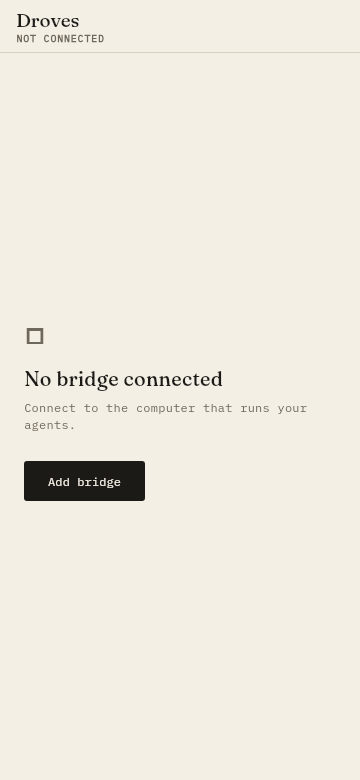 Droves
NOT CONNECTED
No bridge connected
Connect to the computer that runs your
agents.
Add bridge